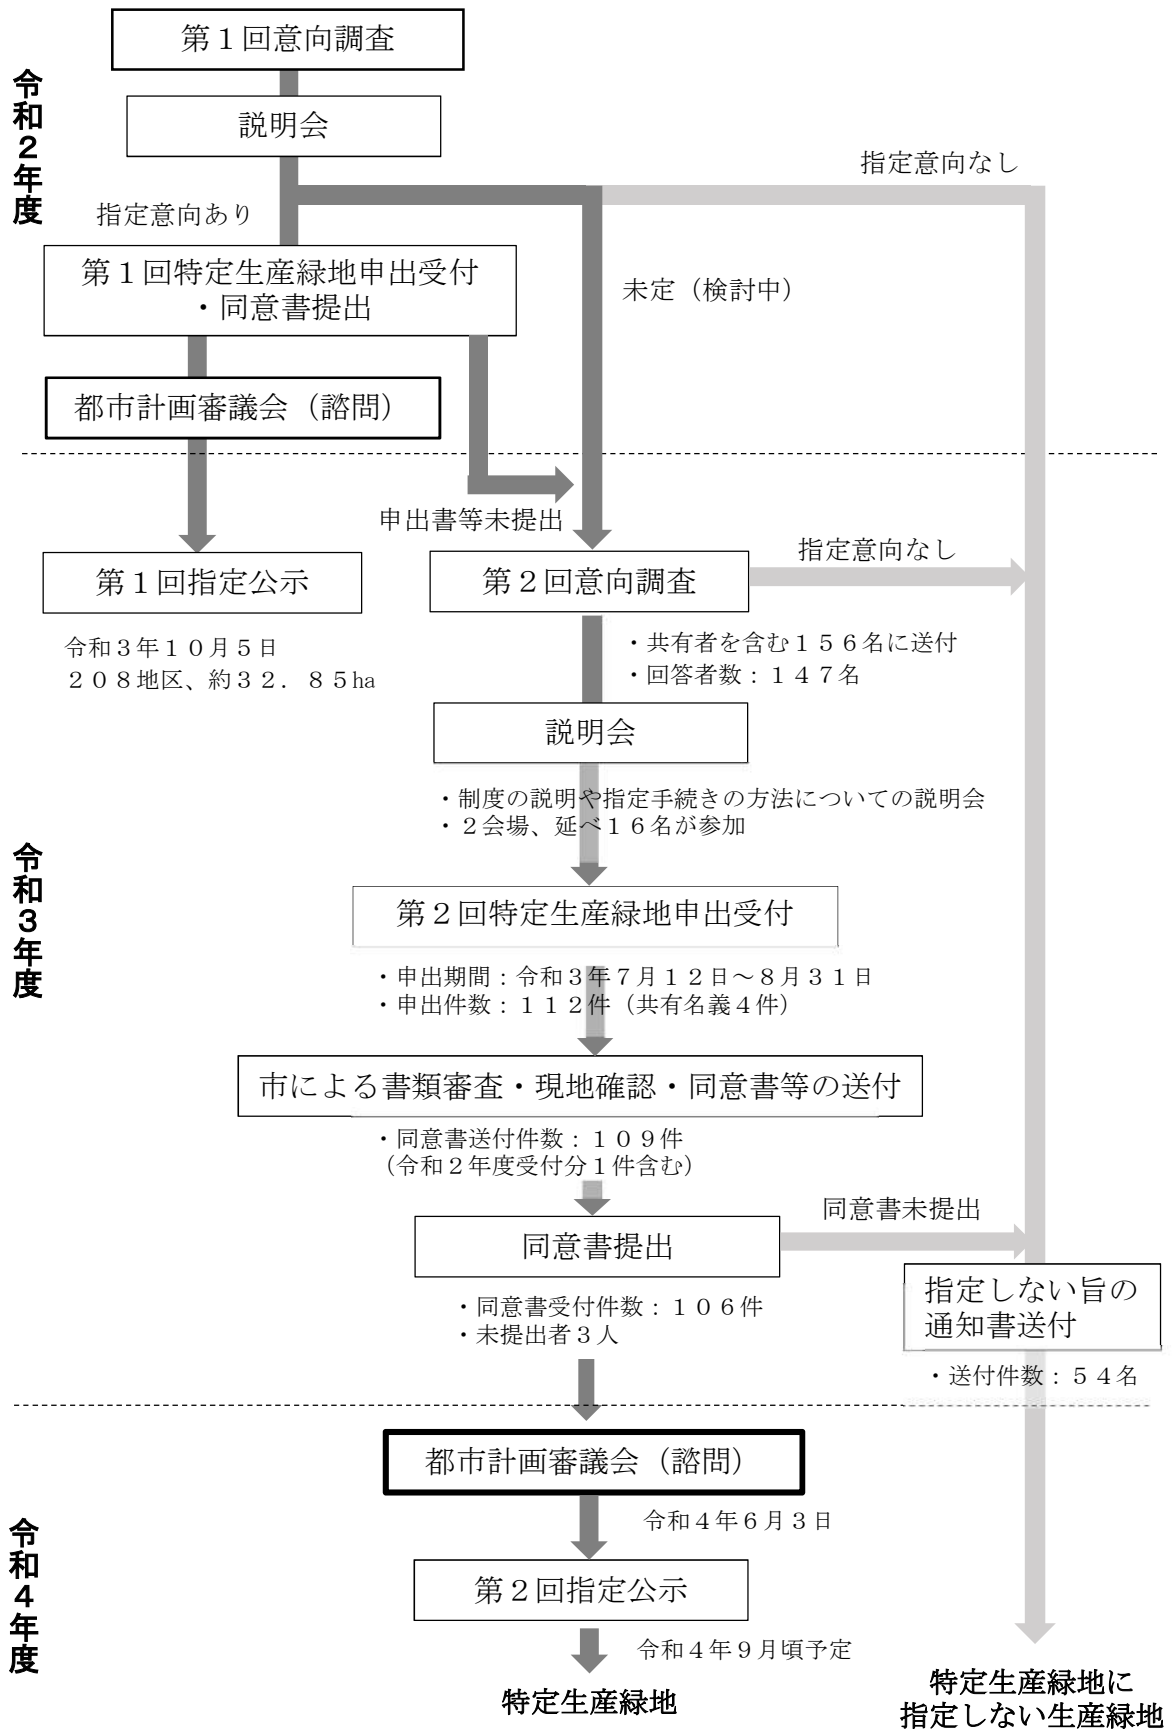 令和２年度
第１回意向調査
説明会
指定意向なし
指定意向あり
第１回特定生産緑地申出受付
・同意書提出
未定（検討中）
都市計画審議会（諮問）
申出書等未提出
令和３年度
第１回指定公示
令和３年１０月５日
２０８地区、約３２．８５ha
第２回意向調査
指定意向なし
・共有者を含む１５６名に送付
・回答者数：１４７名
説明会
・制度の説明や指定手続きの方法についての説明会
・２会場、延べ１６名が参加
第２回特定生産緑地申出受付
・申出期間：令和３年７月１２日～８月３１日
・申出件数：１１２件（共有名義４件）
市による書類審査・現地確認・同意書等の送付
・同意書送付件数：１０９件
（令和２年度受付分１件含む）
同意書提出
同意書未提出
・同意書受付件数：１０６件
・未提出者３人
指定しない旨の
通知書送付
・送付件数：５４名
令和４年度
都市計画審議会（諮問）
令和４年６月３日
第２回指定公示
令和４年９月頃予定
特定生産緑地
特定生産緑地に
指定しない生産緑地